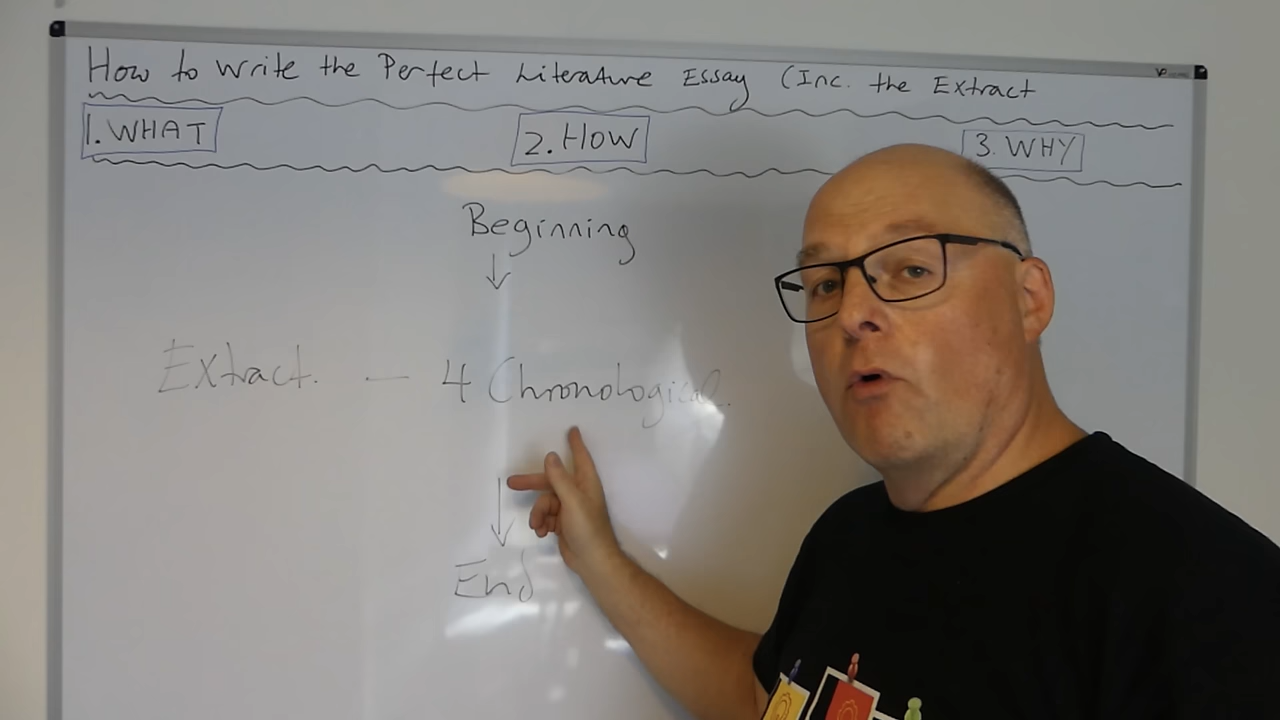 How to write the Perfect Literature Essay (Inc. the Extract
1. WHAT 2. HOW 3. WHY
Beginning
Extract. — 4 Chronological.
End